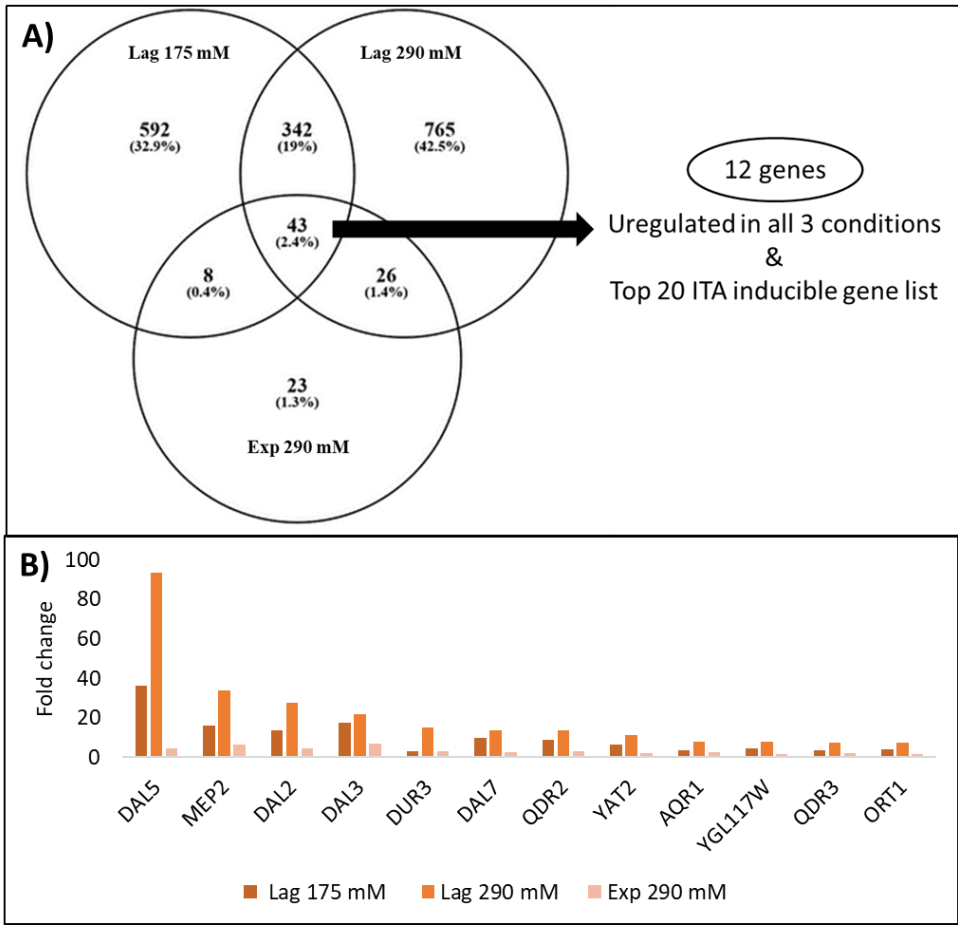 A)
Lag 175 mM
Lag 290 mM
592
(32.9%)
342
(19%)
765
(42.5%)
43
(2.4%)
8
(0.4%)
26
(1.4%)
23
(1.3%)
Exp 290 mM
12 genes
Uregulated in all 3 conditions
&
Top 20 ITA inducible gene list
B)
Fold change
100
80
60
40
20
0
DAL5
MEP2
DAL2
DAL3
DUR3
DAL7
QDR2
YAT2
AQR1
YGL117W
QDR3
ORT1
Lag 175 mM
Lag 290 mM
Exp 290 mM